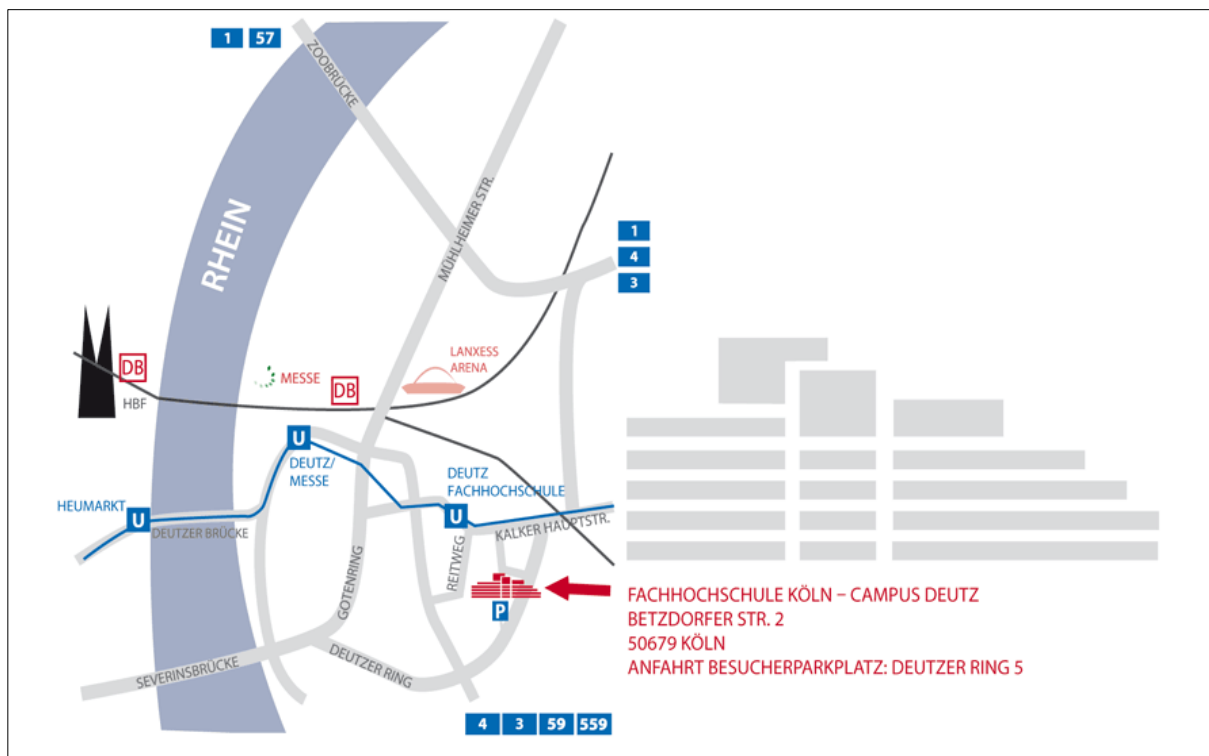 1 57
ZOOBRÜCKE
RHEIN
MÜHLHEIMER STR.
1
4
3
DB
HBF
MESSE
DB
LANXESS
ARENA
U
DEUTZ/
MESSE
DEUTZ
FACHHOCHSCHULE
U
HEUMARKT
U
DEUTZER BRÜCKE
KALKER HAUPTSTR.
REITWEG
GOTENRING
P
SEVERINSBRÜCKE
DEUTZER RING
FACHHOCHSCHULE KÖLN – CAMPUS DEUTZ
BETZDORFER STR. 2
50679 KÖLN
ANFAHRT BESUCHERPARKPLATZ: DEUTZER RING 5
4 3 59 559